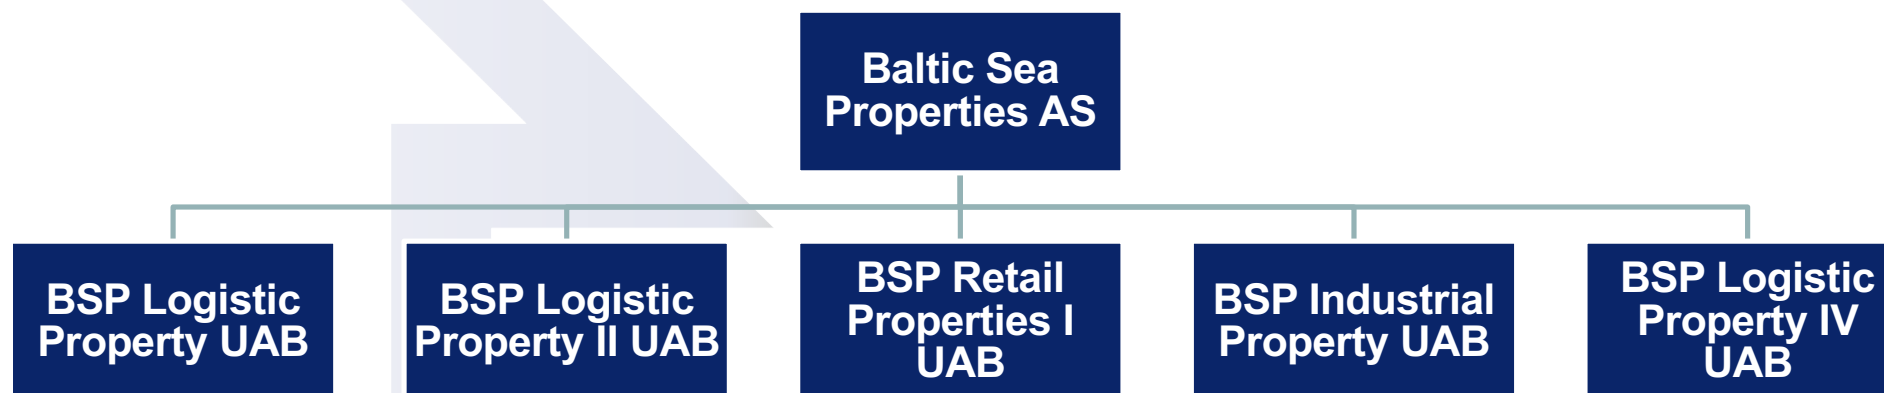 Baltic Sea
Properties AS
BSP Logistic
Property UAB
BSP Logistic
Property II UAB
BSP Retail
Properties I
UAB
BSP Industrial
Property UAB
BSP Logistic
Property IV
UAB